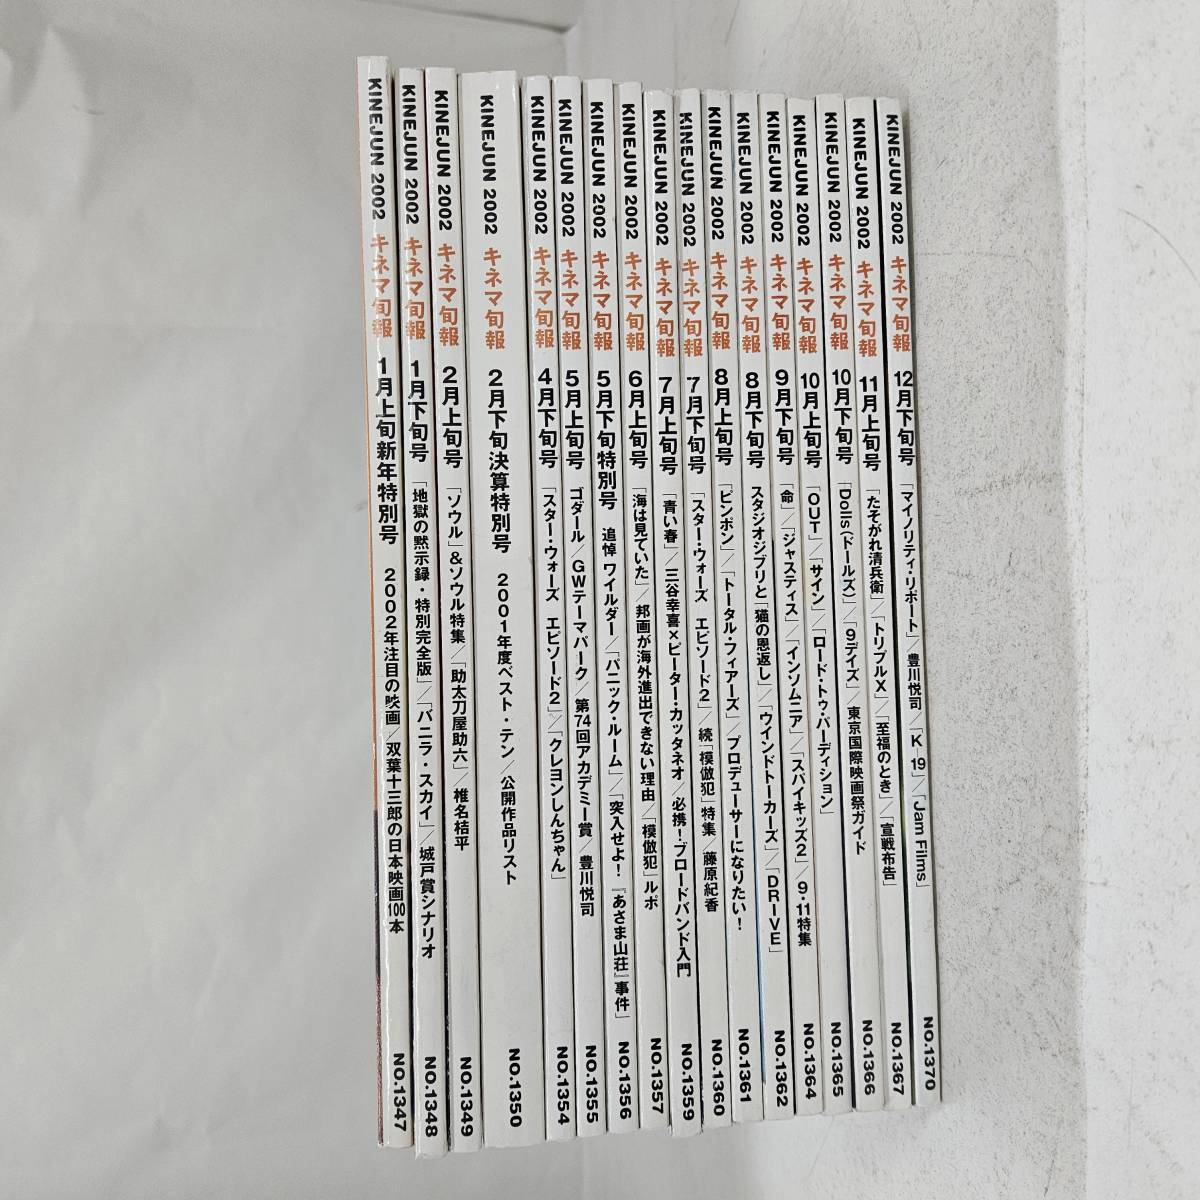 KINEJUN 2002 キネマ旬報 1月上旬新年特別号 2002年注目の映画/双葉十三郎の日本映画100本 NO.1347
KINEJUN 2002 キネマ旬報 1月下旬号 「地獄の黙示録・特別完全版」/「バニラ・スカイ」/城戸賞シナリオ NO.1348
KINEJUN 2002 キネマ旬報 2月上旬号 「ソウル」&ソウル特集/「助太刀屋助六」/椎名桔平 NO.1349
KINEJUN 2002 キネマ旬報 2月下旬決算特別号 2001年度ベスト・テン/公開作品リスト NO.1350
KINEJUN 2002 キネマ旬報 4月下旬号 「スター・ウォーズ エピソード2」/「クレヨンしんちゃん」 NO.1354
KINEJUN 2002 キネマ旬報 5月上旬号 ゴダール/GWテーマパーク/第74回アカデミー賞/豊川悦司 NO.1355
KINEJUN 2002 キネマ旬報 5月下旬特別号 追悼 ワイルダー/「パニック・ルーム」/「突入せよ!『あさま山荘』事件」 NO.1356
KINEJUN 2002 キネマ旬報 6月上旬号 「海は見ていた」/邦画が海外進出できない理由/「模倣犯」ルポ NO.1357
KINEJUN 2002 キネマ旬報 7月上旬号 「青い春」/三谷幸喜×ピーター・カッタネオ/必携!ブロードバンド入門 NO.1359
KINEJUN 2002 キネマ旬報 7月下旬号 「スター・ウォーズ エピソード2」/続「模倣犯」特集/藤原紀香 NO.1360
KINEJUN 2002 キネマ旬報 8月上旬号 「ピンポン」/「トータル・フィアーズ」/プロデューサーになりたい! NO.1361
KINEJUN 2002 キネマ旬報 8月下旬号 スタジオジブリと「猫の恩返し」/「ウインドトーカーズ」/「DRIVE」 NO.1362
KINEJUN 2002 キネマ旬報 9月下旬号 「命」/「ジャスティス」/「インソムニア」/「スパイキッズ2」/9・11特集 NO.1364
KINEJUN 2002 キネマ旬報 10月上旬号 「OUT」/「サイン」/「ロード・トゥ・パーディション」 NO.1365
KINEJUN 2002 キネマ旬報 10月下旬号 「Dolls(ドールズ)」/「9デイズ」/東京国際映画祭ガイド NO.1366
KINEJUN 2002 キネマ旬報 11月上旬号 「たそがれ清兵衛」/「トリプルX」/「至福のとき」/「宣戦布告」 NO.1367
KINEJUN 2002 キネマ旬報 12月下旬号 「マイノリティ・リポート」/豊川悦司/「K-19」/「Jam Films」 NO.1370